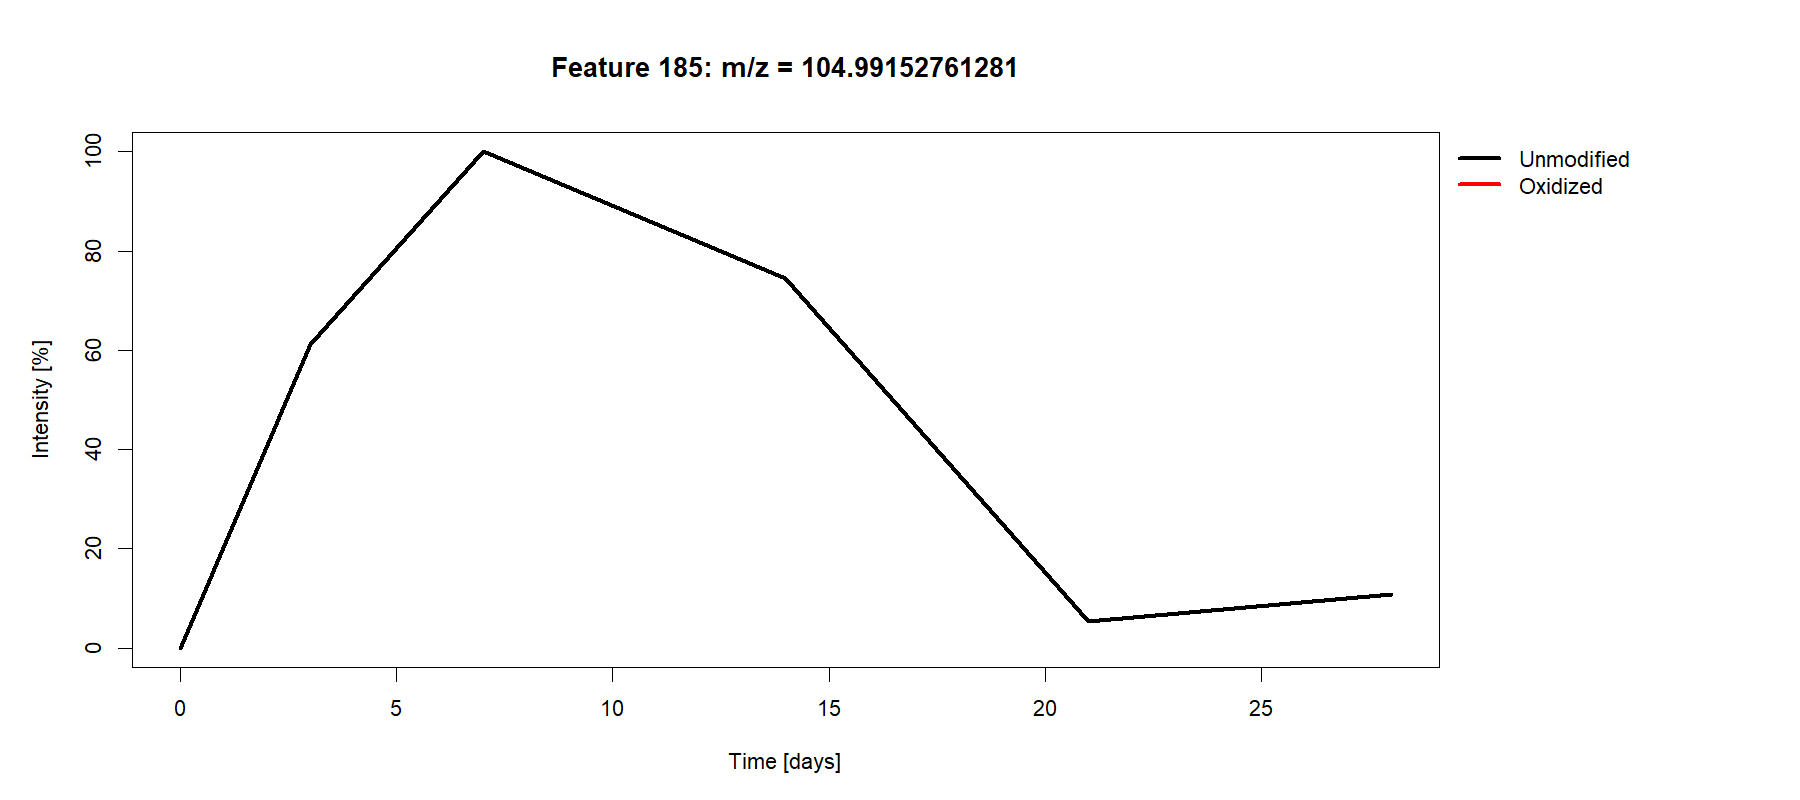 Feature 185: m/z = 104.99152761281
Unmodified
Oxidized
Intensity [%]
100
80
60
40
20
0
0 5 10 15 20 25
Time [days]